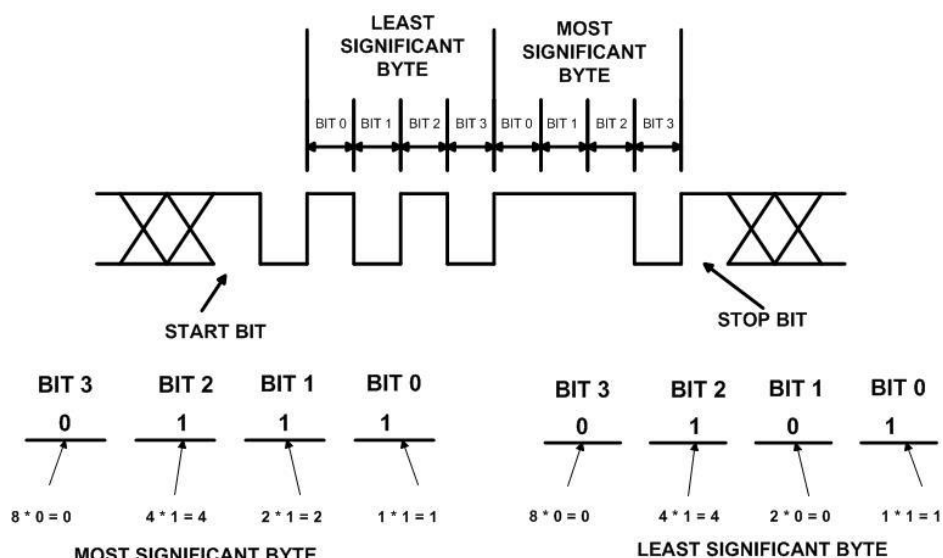 LEAST
SIGNIFICANT
BYTE
MOST
SIGNIFICANT
BYTE
BIT 0 BIT 1 BIT 2 BIT 3 BIT 0 BIT 1 BIT 2 BIT 3
START BIT
STOP BIT
BIT 3 BIT 2 BIT 1 BIT 0
0 1 1 1
8 * 0 = 0 4 * 1 = 4 2 * 1 = 2 1 * 1 = 1
MOST SIGNIFICANT BYTE
BIT 3 BIT 2 BIT 1 BIT 0
0 1 0 1
8 * 0 = 0 4 * 1 = 4 2 * 0 = 0 1 * 1 = 1
LEAST SIGNIFICANT BYTE